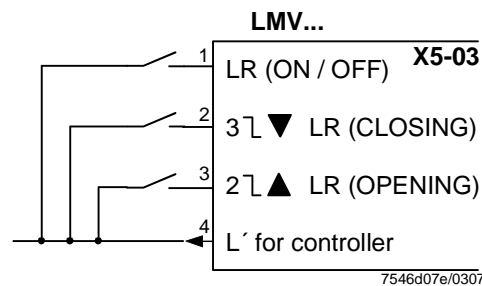 LMV...
X5-03
1 LR (ON / OFF)
2 3 ▼ LR (CLOSING)
3 2 ▲ LR (OPENING)
4 L´ for controller
7546d07e/0307